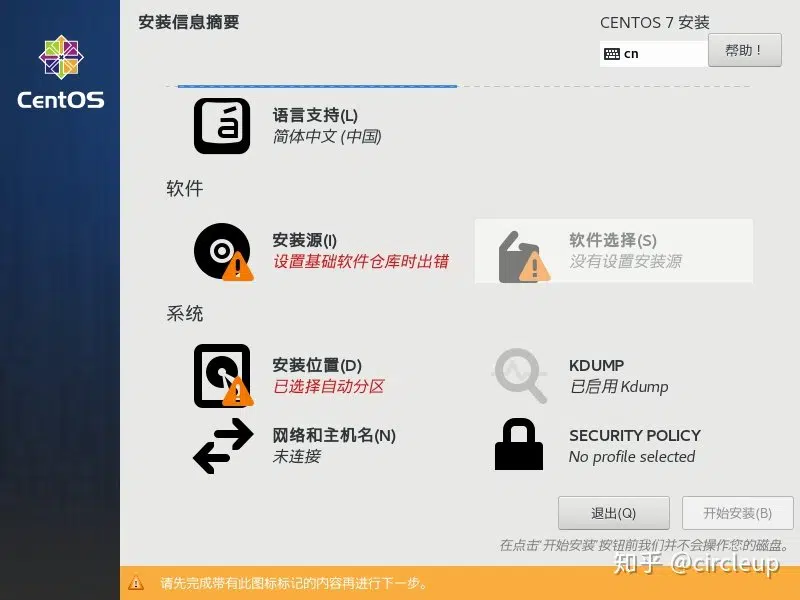 安装信息摘要
CENTOS 7 安装
cn
帮助！
CentOS
语言支持(L)
简体中文 (中国)
软件
安装源(I)
设置基础软件仓库时出错
软件选择(S)
没有设置安装源
系统
安装位置(D)
已选择自动分区
KDUMP
已启用 Kdump
网络和主机名(N)
未连接
SECURITY POLICY
No profile selected
退出(Q)
开始安装(B)
在点击'开始安装'按钮前我们并不会操作您的磁盘。
知乎 @circleup
请先完成带有此图标标记的内容再进行下一步。